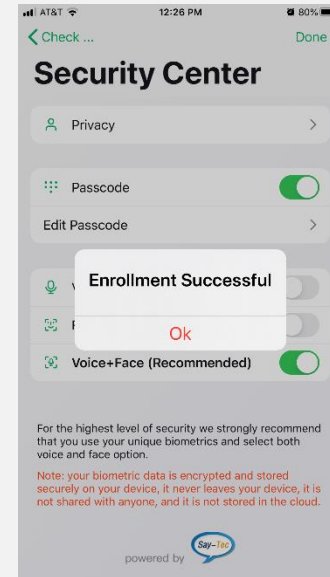 AT&T 12:26 PM 80%
Check ... Done
Security Center
Privacy
Passcode
Edit Passcode
Enrollment Successful
Ok
Voice+Face (Recommended)
For the highest level of security we strongly recommend
that you use your unique biometrics and select both
voice and face option.
Note: your biometric data is encrypted and stored
securely on your device, it never leaves your device, it is
not shared with anyone, and it is not stored in the cloud.
powered by Say-Tec